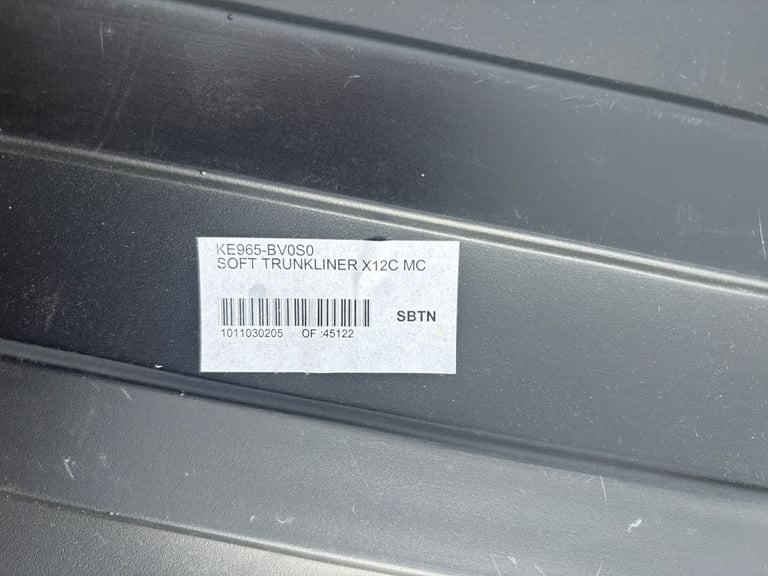 KE965-BV0S0
SOFT TRUNKLINER X12C MC
SBTN
1011030205 OF :45122